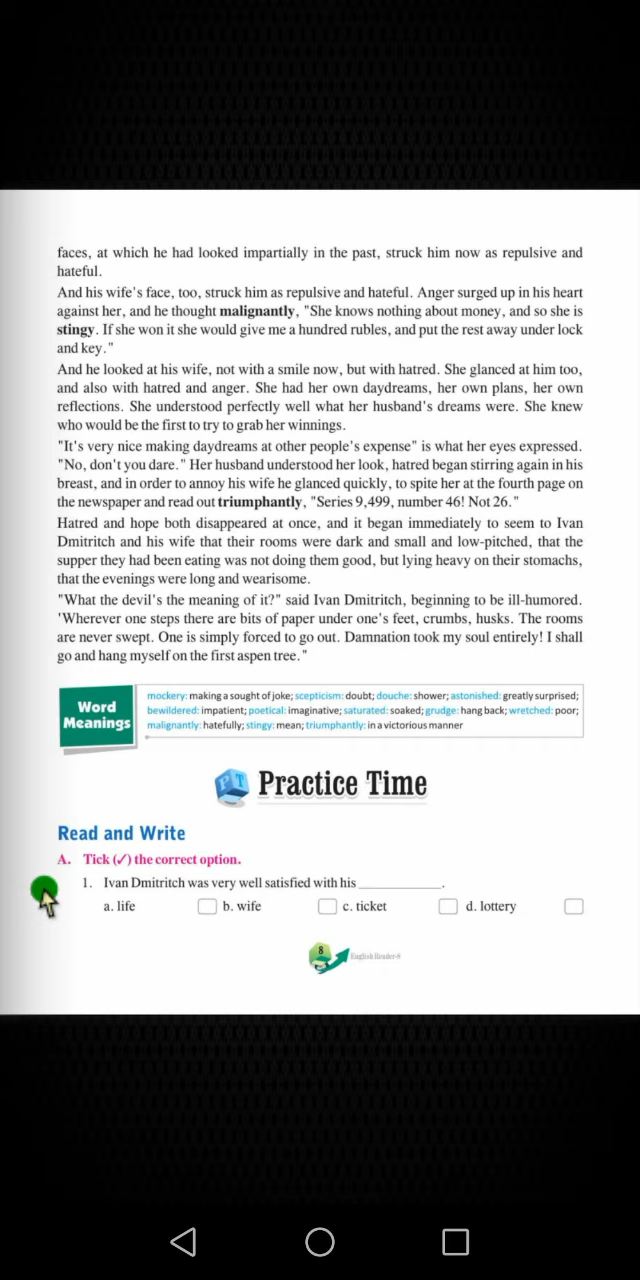 faces, at which he had looked impartially in the past, struck him now as repulsive and
hateful.
And his wife's face, too, struck him as repulsive and hateful. Anger surged up in his heart
against her, and he thought malignantly, "She knows nothing about money, and so she is
stingy. If she won it she would give me a hundred rubles, and put the rest away under lock
and key."
And he looked at his wife, not with a smile now, but with hatred. She glanced at him too,
and also with hatred and anger. She had her own daydreams, her own plans, her own
reflections. She understood perfectly well what her husband's dreams were. She knew
who would be the first to try to grab her winnings.
"It's very nice making daydreams at other people's expense" is what her eyes expressed.
"No, don't you dare." Her husband understood her look, hatred began stirring again in his
breast, and in order to annoy his wife he glanced quickly, to spite her at the fourth page on
the newspaper and read out triumphantly, "Series 9,499, number 46! Not 26."
Hatred and hope both disappeared at once, and it began immediately to seem to Ivan
Dmitritch and his wife that their rooms were dark and small and low-pitched, that the
supper they had been eating was not doing them good, but lying heavy on their stomachs,
that the evenings were long and wearisome.
"What the devil's the meaning of it?" said Ivan Dmitritch, beginning to be ill-humored.
'Wherever one steps there are bits of paper under one's feet, crumbs, husks. The rooms
are never swept. One is simply forced to go out. Damnation took my soul entirely! I shall
go and hang myself on the first aspen tree."
Word
Meanings
mockery: making a sought of joke; scepticism: doubt; douche: shower; astonished: greatly surprised;
bewildered: impatient; poetical: imaginative; saturated: soaked; grudge: hang back; wretched: poor;
malignantly: hatefully; stingy: mean; triumphantly: in a victorious manner
PT Practice Time
Read and Write
A. Tick (✓) the correct option.
1. Ivan Dmitritch was very well satisfied with his ____________.
a. life b. wife c. ticket d. lottery
8 English Reader-8